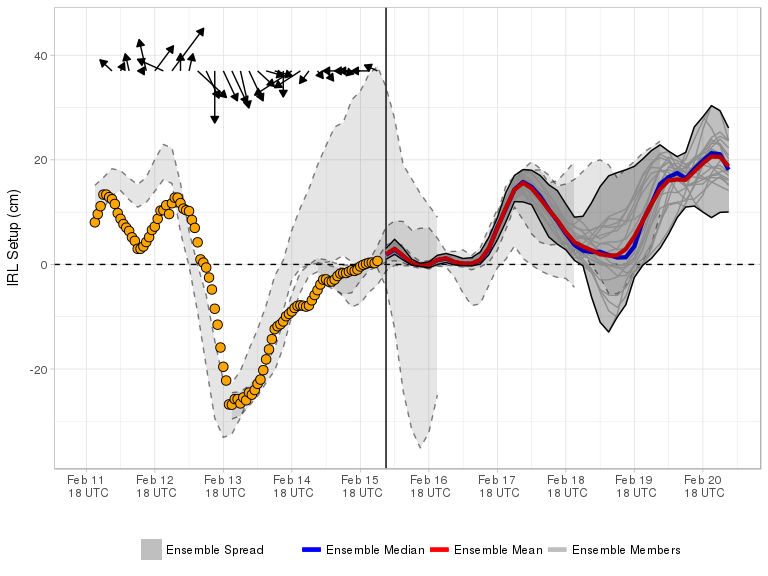 IRL Setup (cm)
40
20
0
-20
Feb 11 Feb 12 Feb 13 Feb 14 Feb 15 Feb 16 Feb 17 Feb 18 Feb 19 Feb 20
18 UTC 18 UTC 18 UTC 18 UTC 18 UTC 18 UTC 18 UTC 18 UTC 18 UTC 18 UTC
Ensemble Spread Ensemble Median Ensemble Mean Ensemble Members